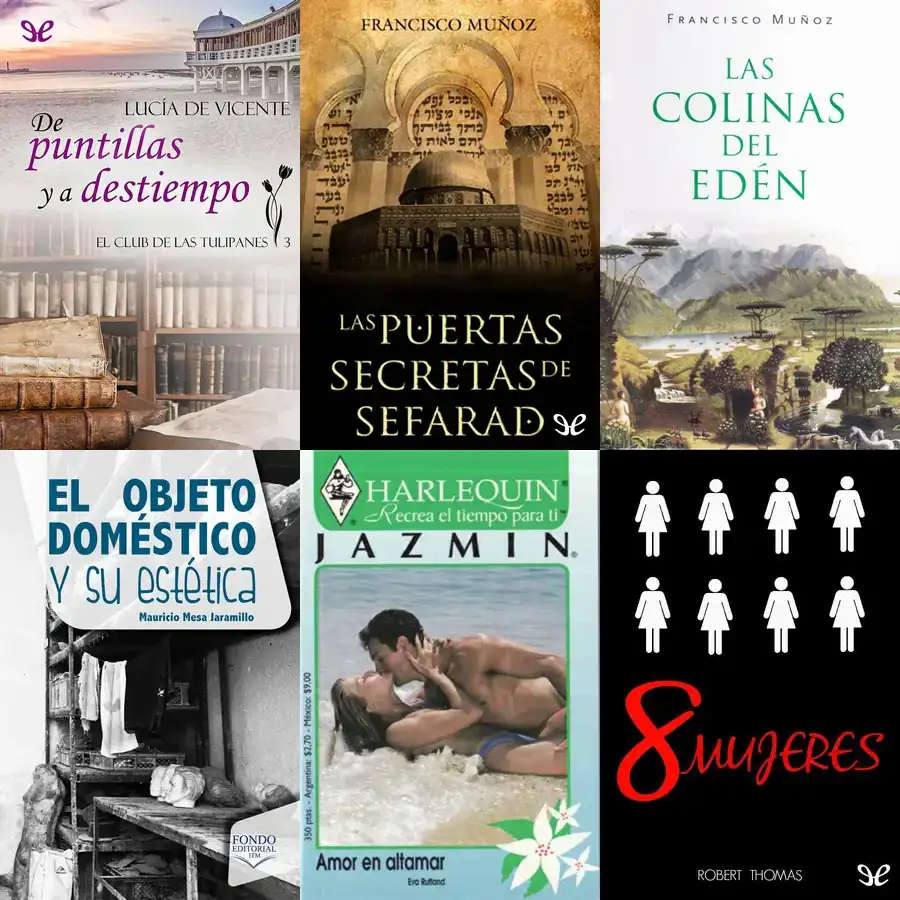 LUCÍA DE VICENTE
De
puntillas
y a destiempo
EL CLUB DE LAS TULIPANES 3
FRANCISCO MUÑOZ
LAS PUERTAS
SECRETAS DE
SEFARAD
FRANCISCO MUÑOZ
LAS
COLINAS
DEL
EDÉN
EL OBJETO
DOMÉSTICO
Y su estética
Mauricio Mesa Jaramillo
FONDO
EDITORIAL
ITM
HARLEQUIN®
Recrea el tiempo para ti™
JAZMIN®
350 ptas. - Argentina: $2,70 - México: $9,00
Amor en altamar
Eva Rutland
8 MUJERES
ROBERT THOMAS